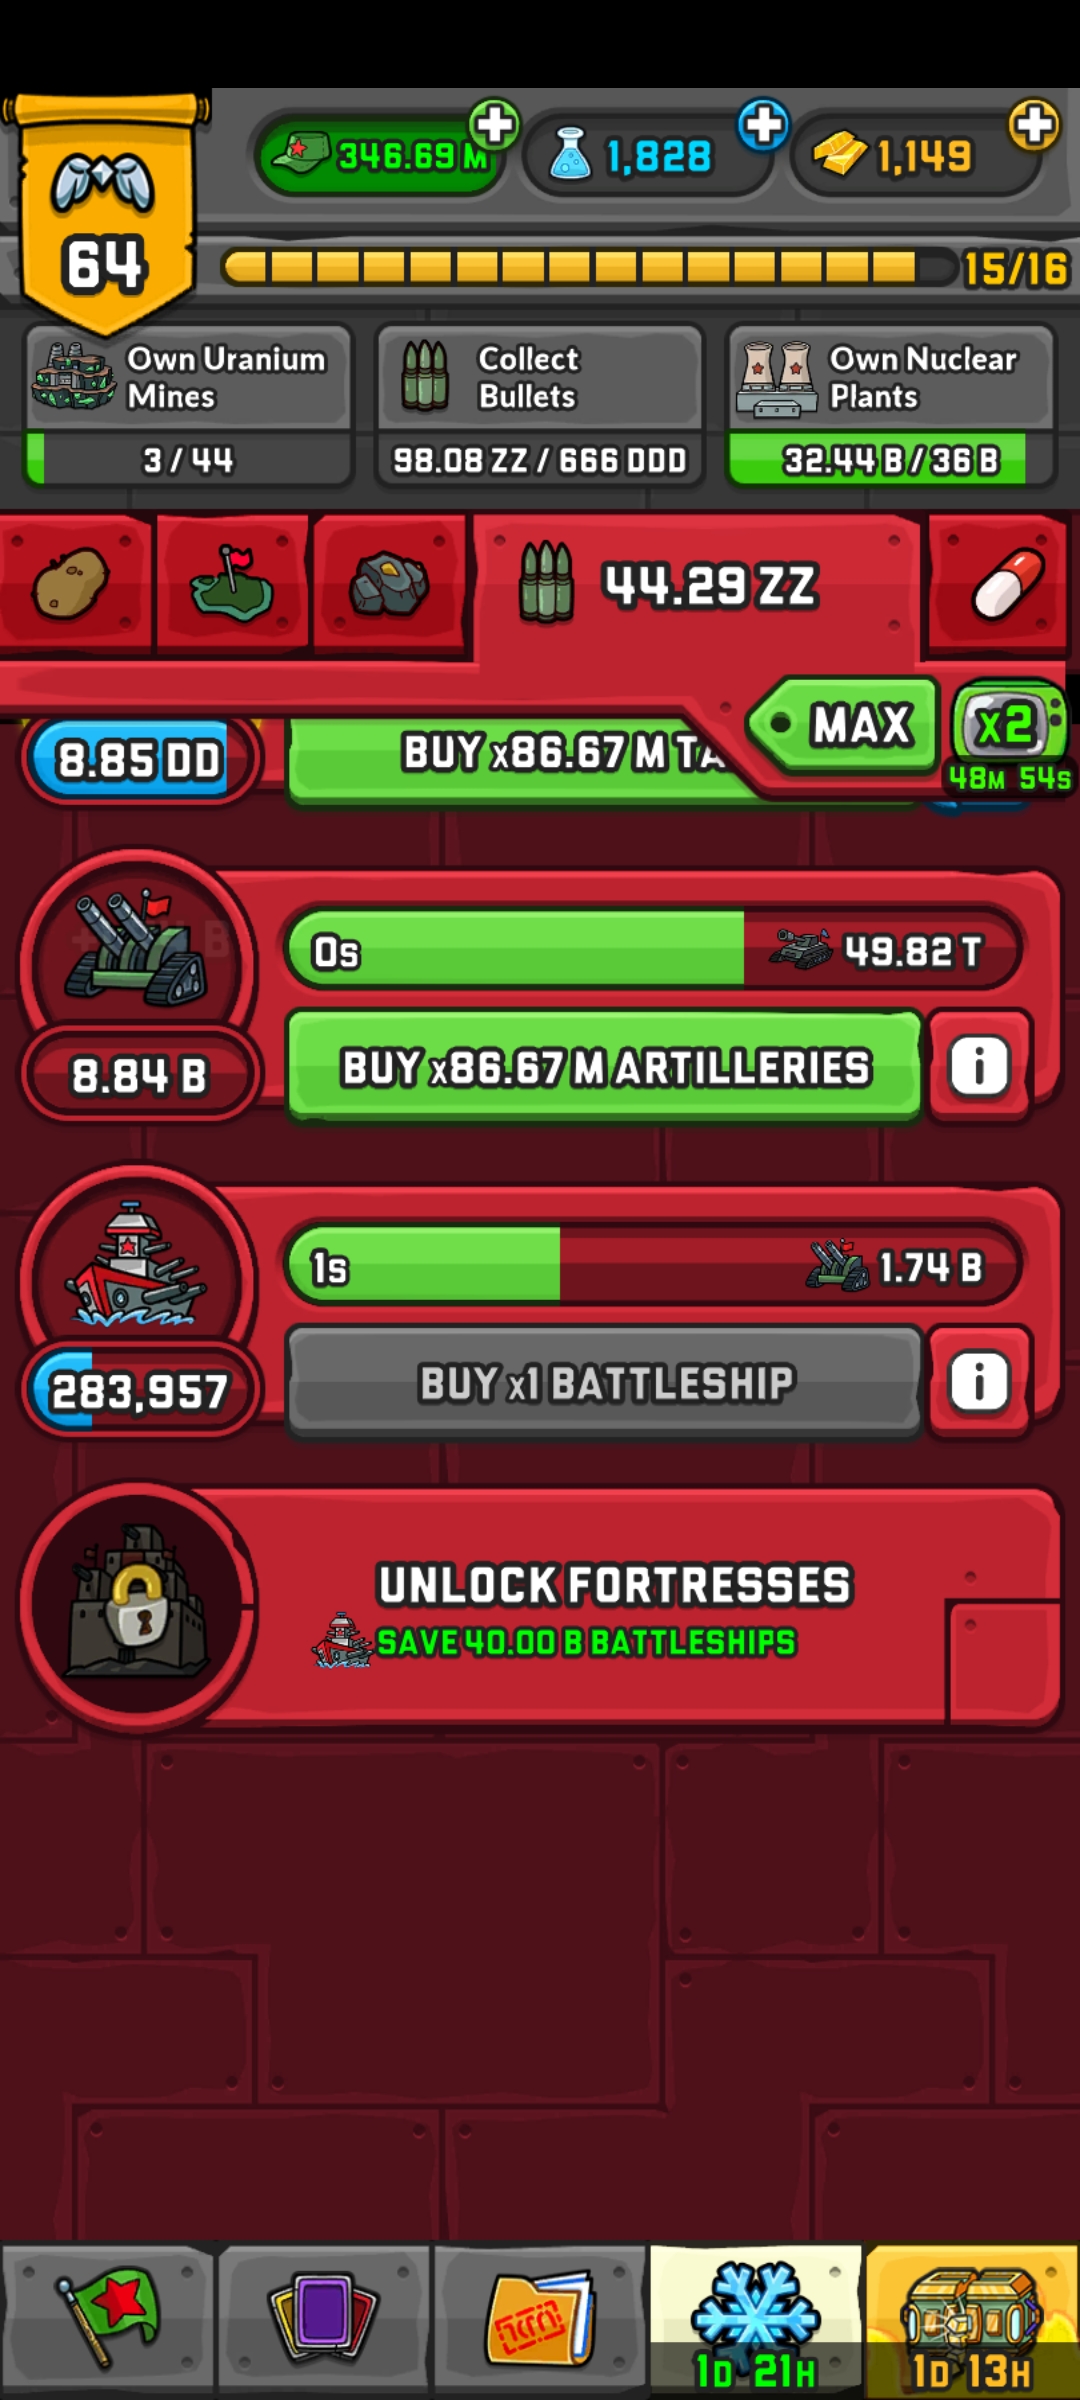 64
346.69 M
1,828
1,149
15/16
Own Uranium
Mines
3 / 44
Collect
Bullets
98.08 ZZ / 666 DDD
Own Nuclear
Plants
32.44 B / 36 B
44.29 ZZ
MAX
x2
48M 54S
8.85 DD
BUY x86.67 M TA
0s
49.82 T
8.84 B
BUY x86.67 M ARTILLERIES
i
1s
1.74 B
283,957
BUY x1 BATTLESHIP
i
UNLOCK FORTRESSES
SAVE 40.00 B BATTLESHIPS
1D 21H
1D 13H